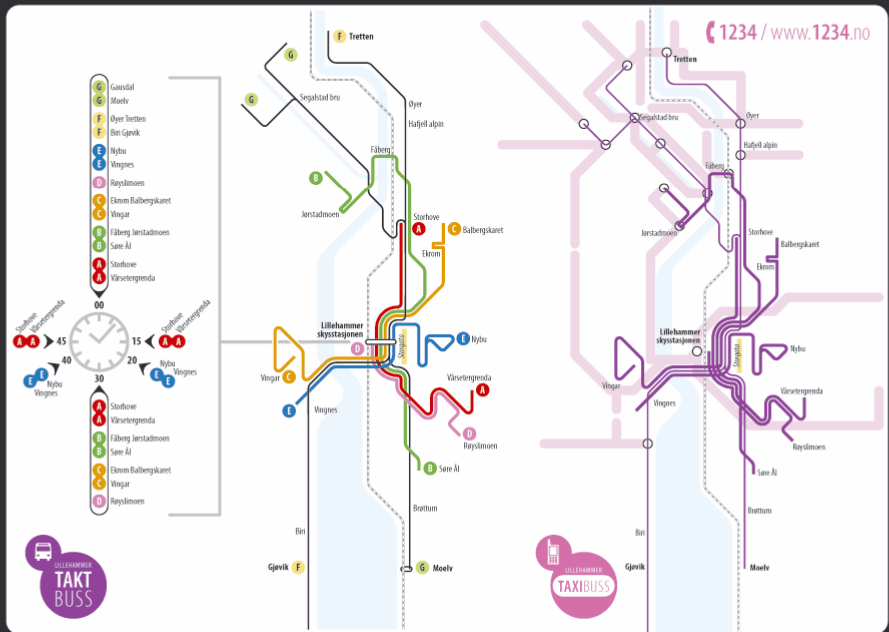 1234 / www.1234.no
G Gausdal
G Moelv
F Øyer Tretten
F Biri Gjøvik
E Nybu
E Vingnes
D Røyslimoen
C Ekrom Balbergskaret
C Vingar
B Fåberg Jørstadmoen
B Søre Ål
A Storhove
A Vårsetergrenda
00
Storhove
Vårsetergrenda
A A
45
15
A A
Storhove
Vårsetergrenda
40
E E
Nybu
Vingnes
20
E E
Nybu
Vingnes
30
A Storhove
A Vårsetergrenda
B Fåberg Jørstadmoen
B Søre Ål
C Ekrom Balbergskaret
C Vingar
D Røyslimoen
LILLEHAMMER
TAKT
BUSS
F Tretten
G
G
Segalstad bru
Øyer
Hafjell alpin
Fåberg
B
Jørstadmoen
Storhove
A
C Balbergskaret
Ekrom
Lillehammer
skysstasjonen
D
Storgata
E Nybu
Vingar C
E
Vingnes
Vårsetergrenda
A
D
Røyslimoen
B Søre Ål
Brøttum
Biri
Gjøvik F
G Moelv
Tretten
Segalstad bru
Øyer
Hafjell alpin
Fåberg
Jørstadmoen
Storhove
Balbergskaret
Ekrom
Lillehammer
skysstasjonen
Storgata
Nybu
Vingar
Vingnes
Vårsetergrenda
Røyslimoen
Søre Ål
Brøttum
Biri
Gjøvik
Moelv
LILLEHAMMER
TAXIBUSS